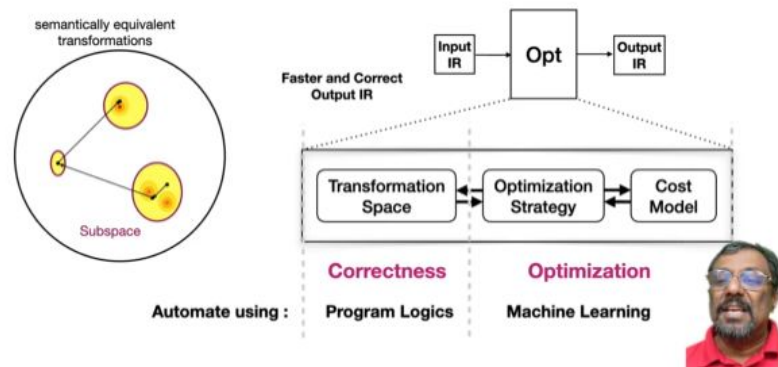 semantically equivalent
transformations
Subspace
Input
IR
Opt
Output
IR
Faster and Correct
Output IR
Transformation
Space
Optimization
Strategy
Cost
Model
Correctness
Optimization
Automate using :
Program Logics
Machine Learning